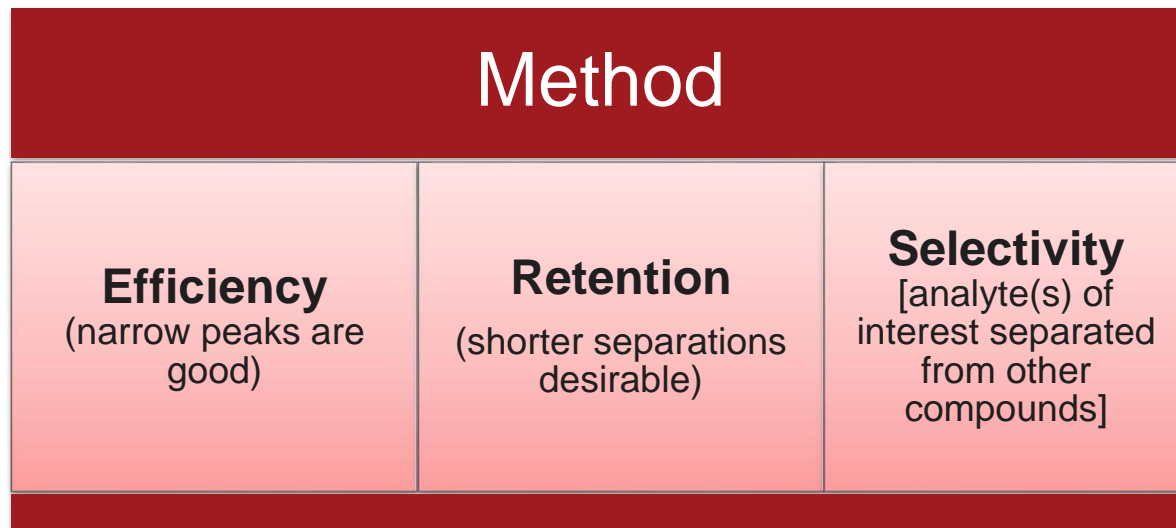 Method
Efficiency
(narrow peaks are
good)
Retention
(shorter separations
desirable)
Selectivity
[analyte(s) of
interest separated
from other
compounds]